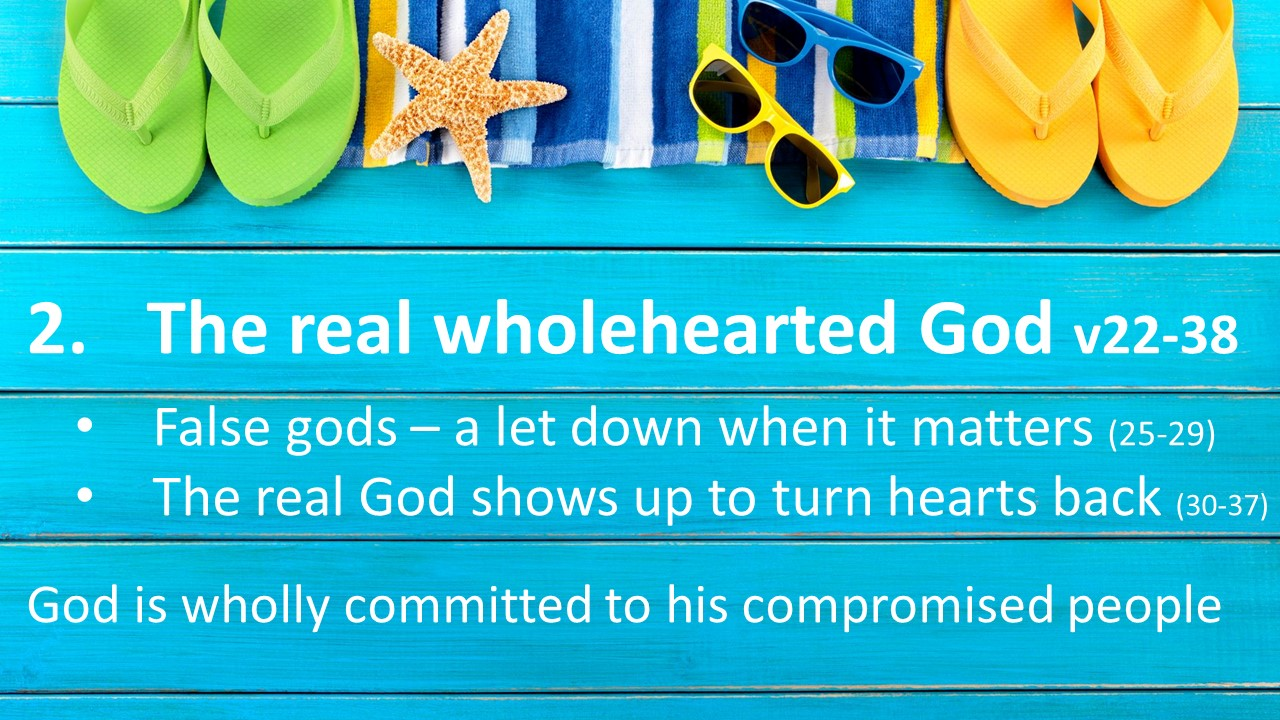 2. The real wholehearted God v22-38
• False gods – a let down when it matters (25-29)
• The real God shows up to turn hearts back (30-37)
God is wholly committed to his compromised people